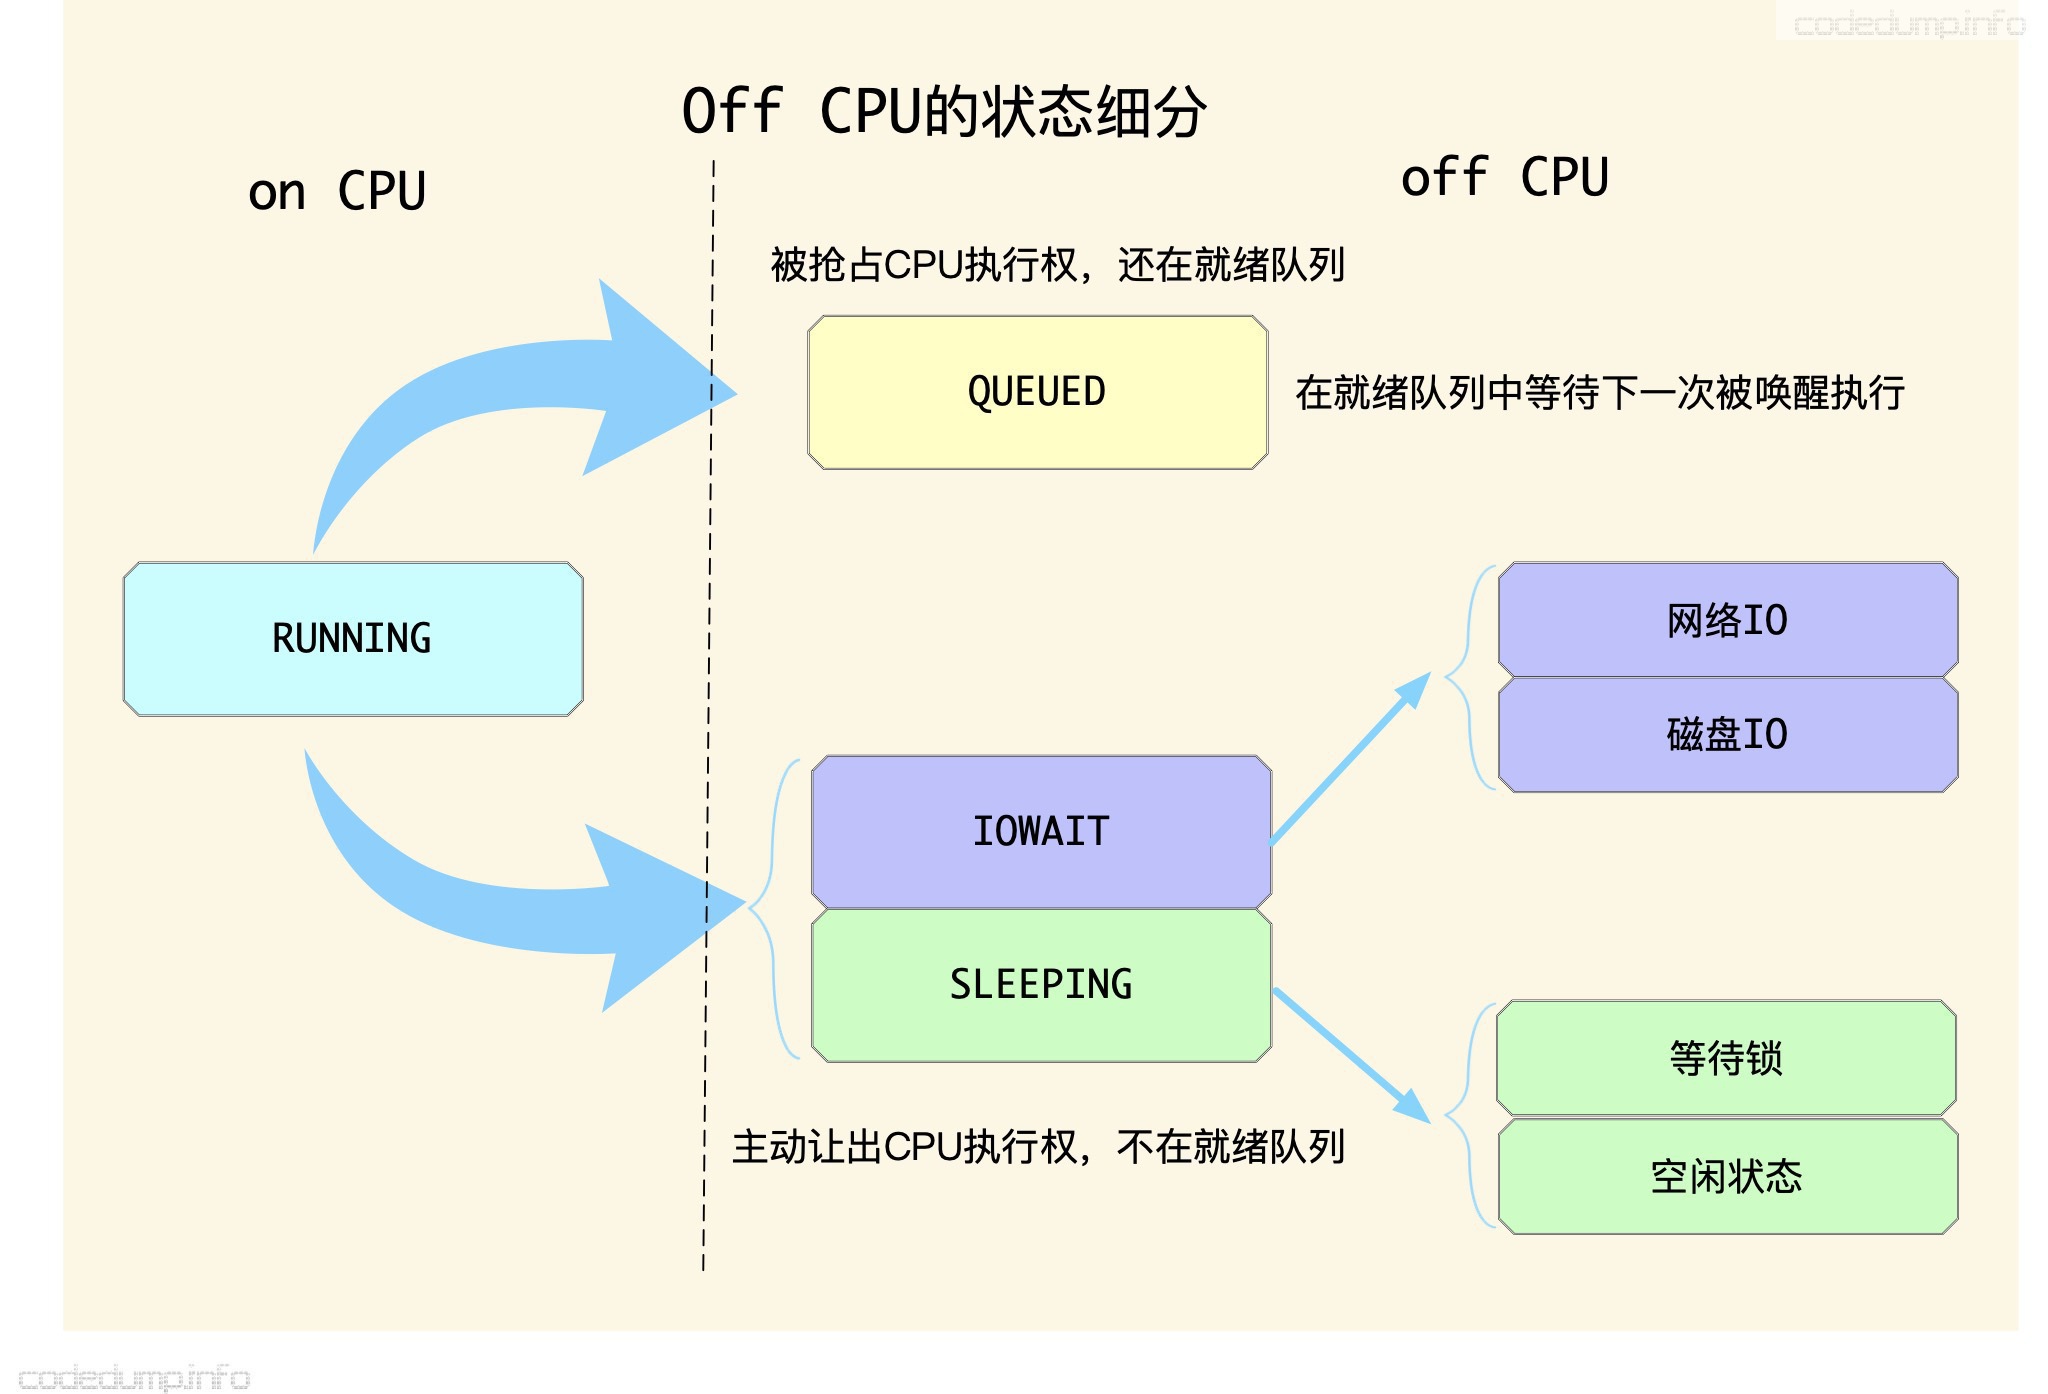 codedumpinfo
Off CPU的状态细分
on CPU
off CPU
被抢占CPU执行权，还在就绪队列
QUEUED
在就绪队列中等待下一次被唤醒执行
RUNNING
网络IO
磁盘IO
IOWAIT
SLEEPING
等待锁
空闲状态
主动让出CPU执行权，不在就绪队列
codedumpinfo